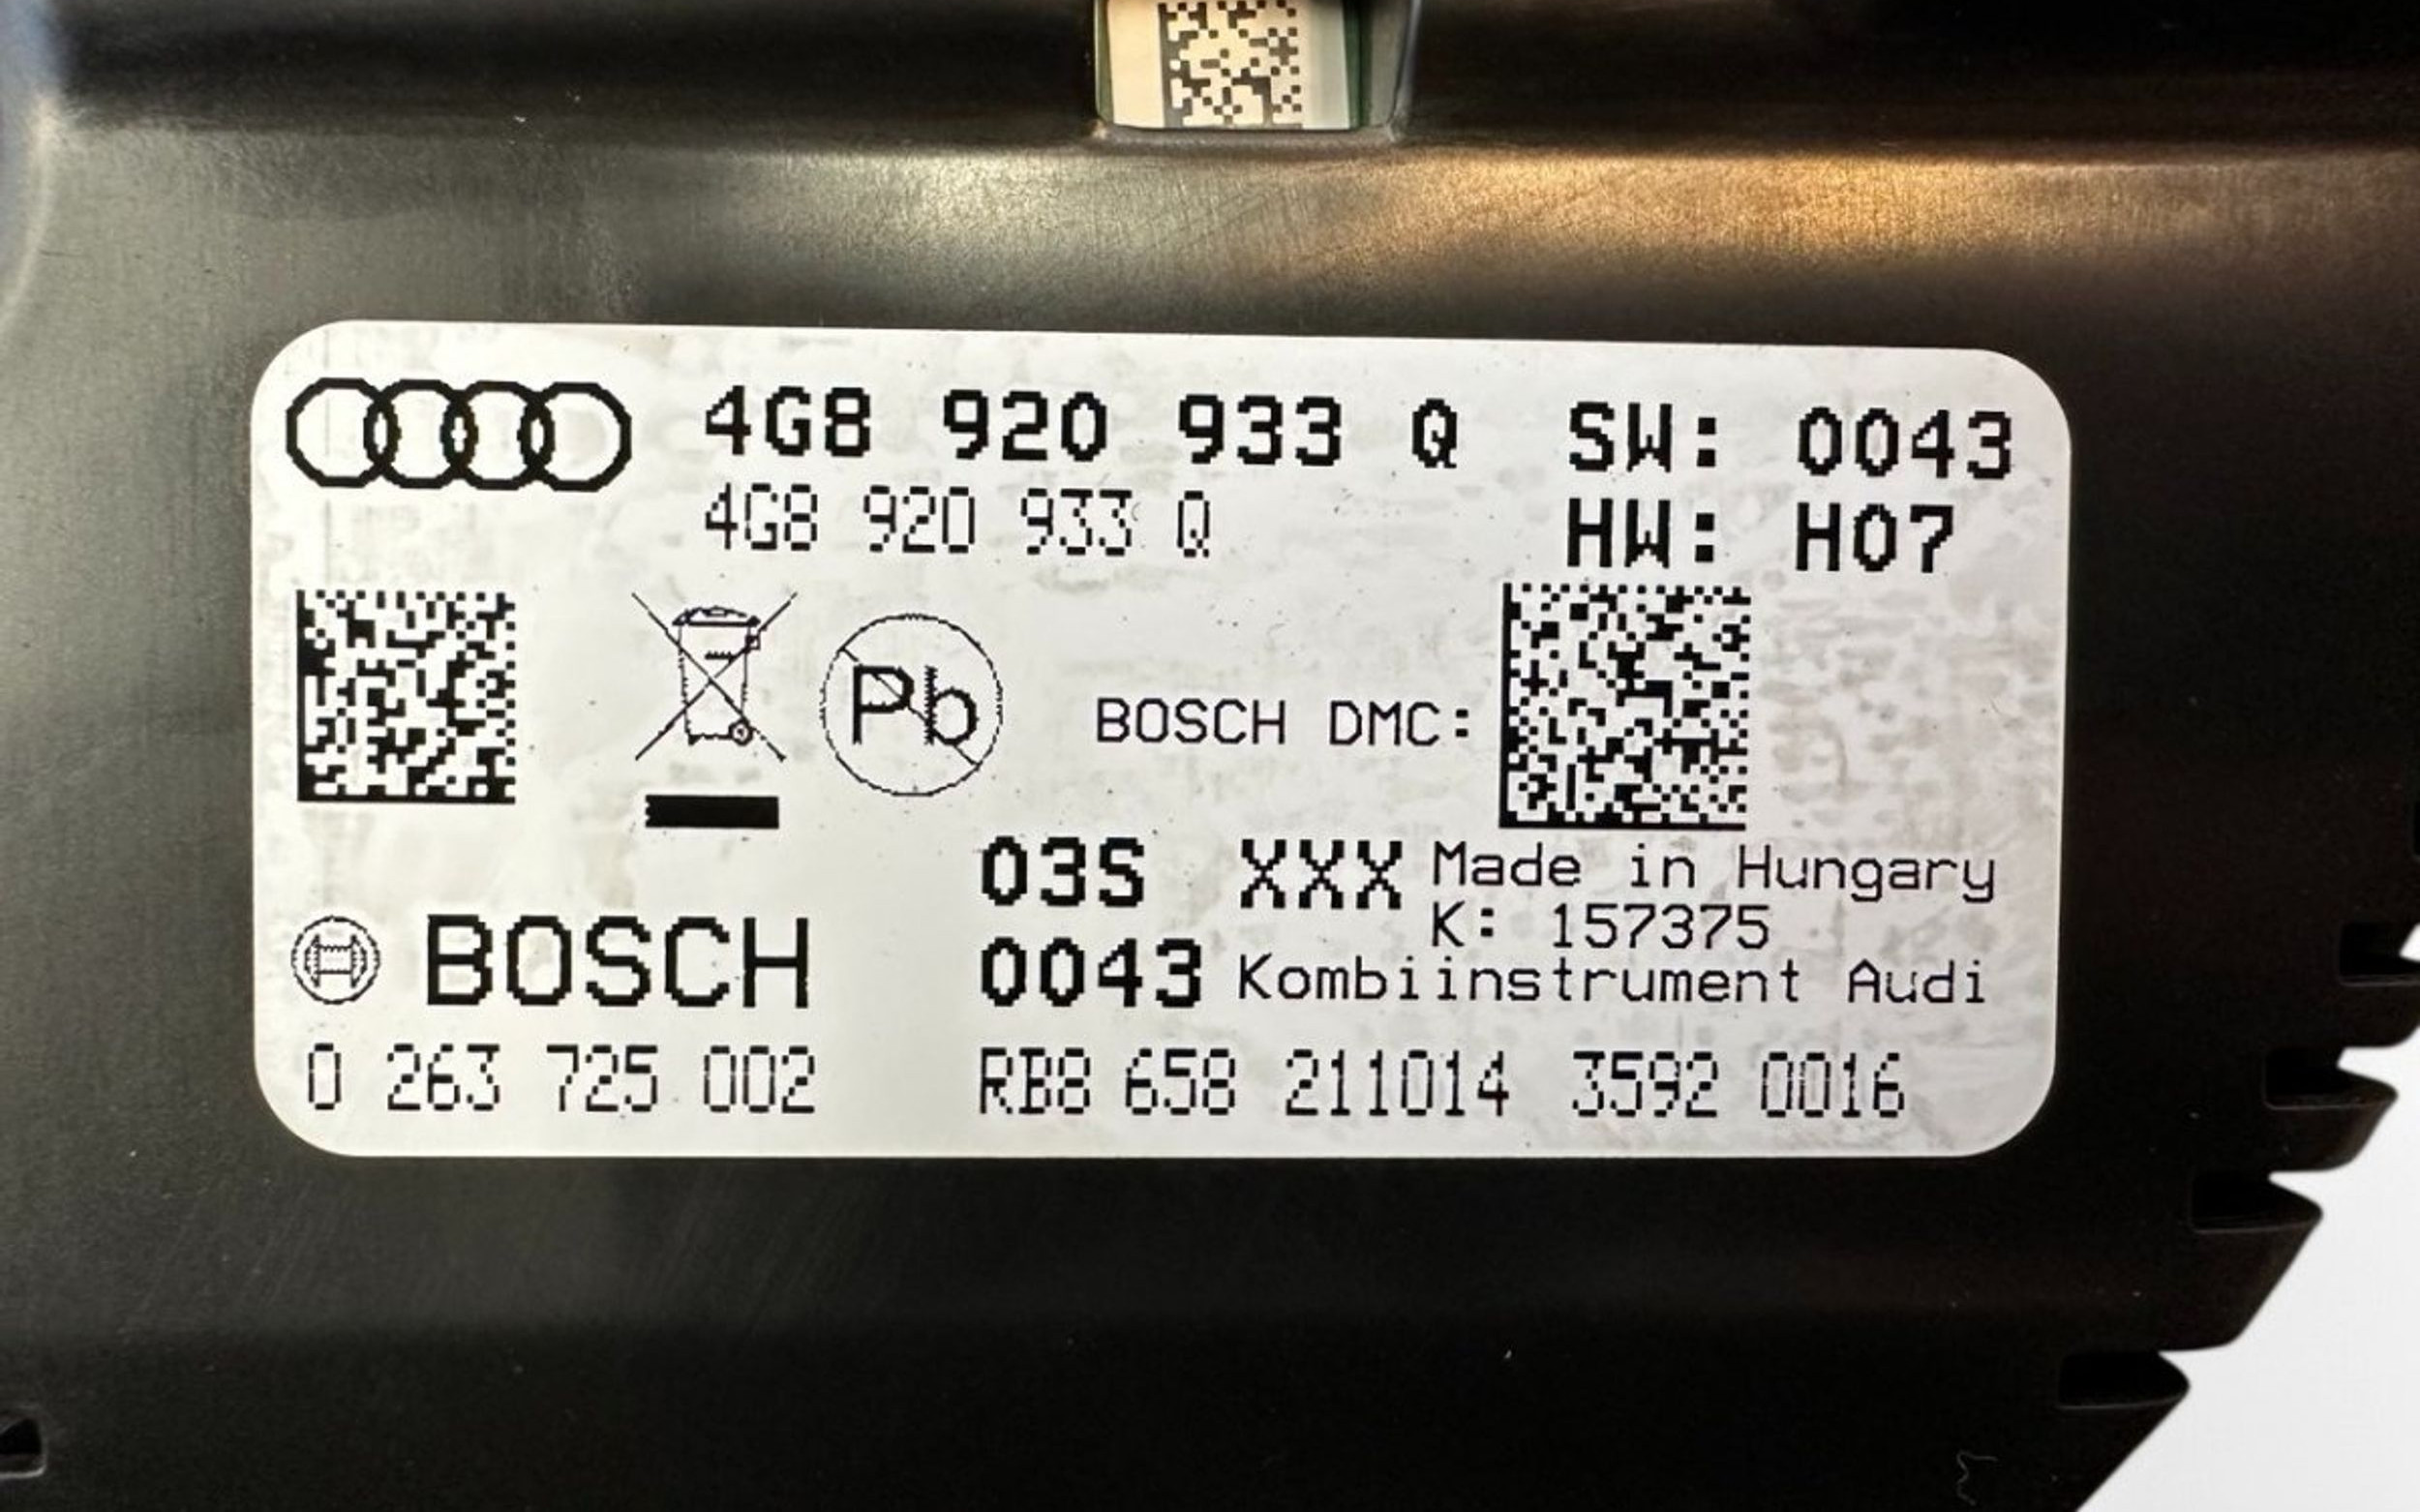 4G8 920 933 Q SW: 0043
4G8 920 933 Q HW: H07
Pb
BOSCH DMC:
03S XXX Made in Hungary
K: 157375
BOSCH 0043 Kombiinstrument Audi
0 263 725 002 RB8 658 211014 3592 0016